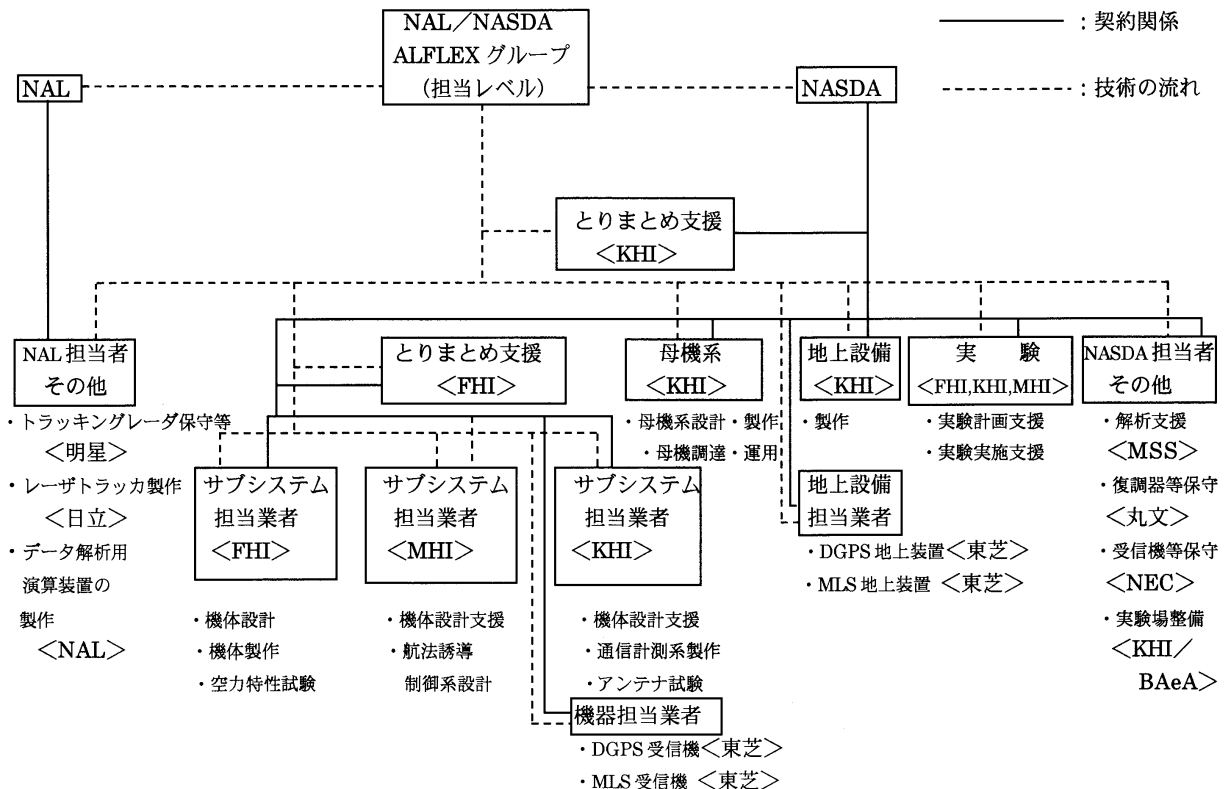 NAL／NASDA
ALFLEX グループ
(担当レベル)
NAL
NASDA
：契約関係
：技術の流れ
とりまとめ支援
＜KHI＞
NAL 担当者
その他
・トラッキングレーダ保守等
＜明星＞
・レーザトラッカ製作
＜日立＞
・データ解析用
演算装置の
製作
＜NAL＞
とりまとめ支援
＜FHI＞
サブシステム
担当業者
＜FHI＞
・機体設計
・機体製作
・空力特性試験
サブシステム
担当業者
＜MHI＞
・機体設計支援
・航法誘導
制御系設計
サブシステム
担当業者
＜KHI＞
・機体設計支援
・通信計測系製作
・アンテナ試験
機器担当業者
・DGPS 受信機＜東芝＞
・MLS 受信機 ＜東芝＞
母機系
＜KHI＞
・母機系設計・製作
・母機調達・運用
地上設備
＜KHI＞
・製作
地上設備
担当業者
・DGPS 地上装置＜東芝＞
・MLS 地上装置 ＜東芝＞
実　　験
＜FHI,KHI,MHI＞
・実験計画支援
・実験実施支援
NASDA 担当者
その他
・解析支援
＜MSS＞
・復調器等保守
＜丸文＞
・受信機等保守
＜NEC＞
・実験場整備
＜KHI／
BAeA＞